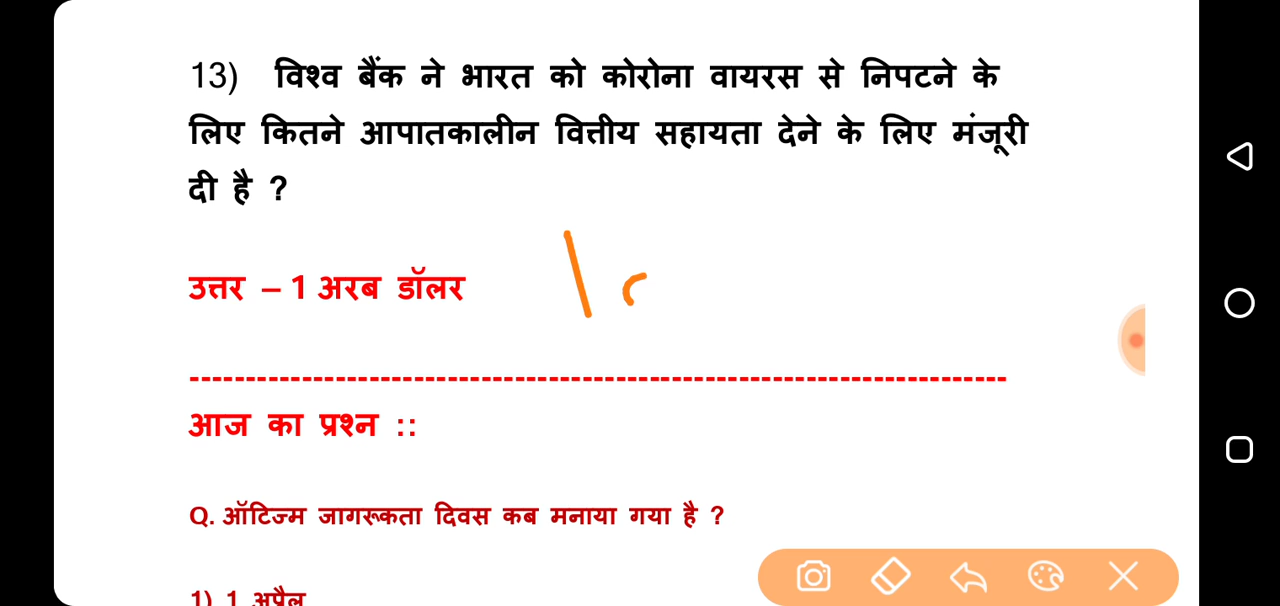 13) विश्व बैंक ने भारत को कोरोना वायरस से निपटने के
लिए कितने आपातकालीन वित्तीय सहायता देने के लिए मंजूरी
दी है ?
उत्तर – 1 अरब डॉलर
--------------------------------------------------------------------------
आज का प्रश्न ::
Q. ऑटिज्म जागरूकता दिवस कब मनाया गया है ?
1) 1 अप्रैल